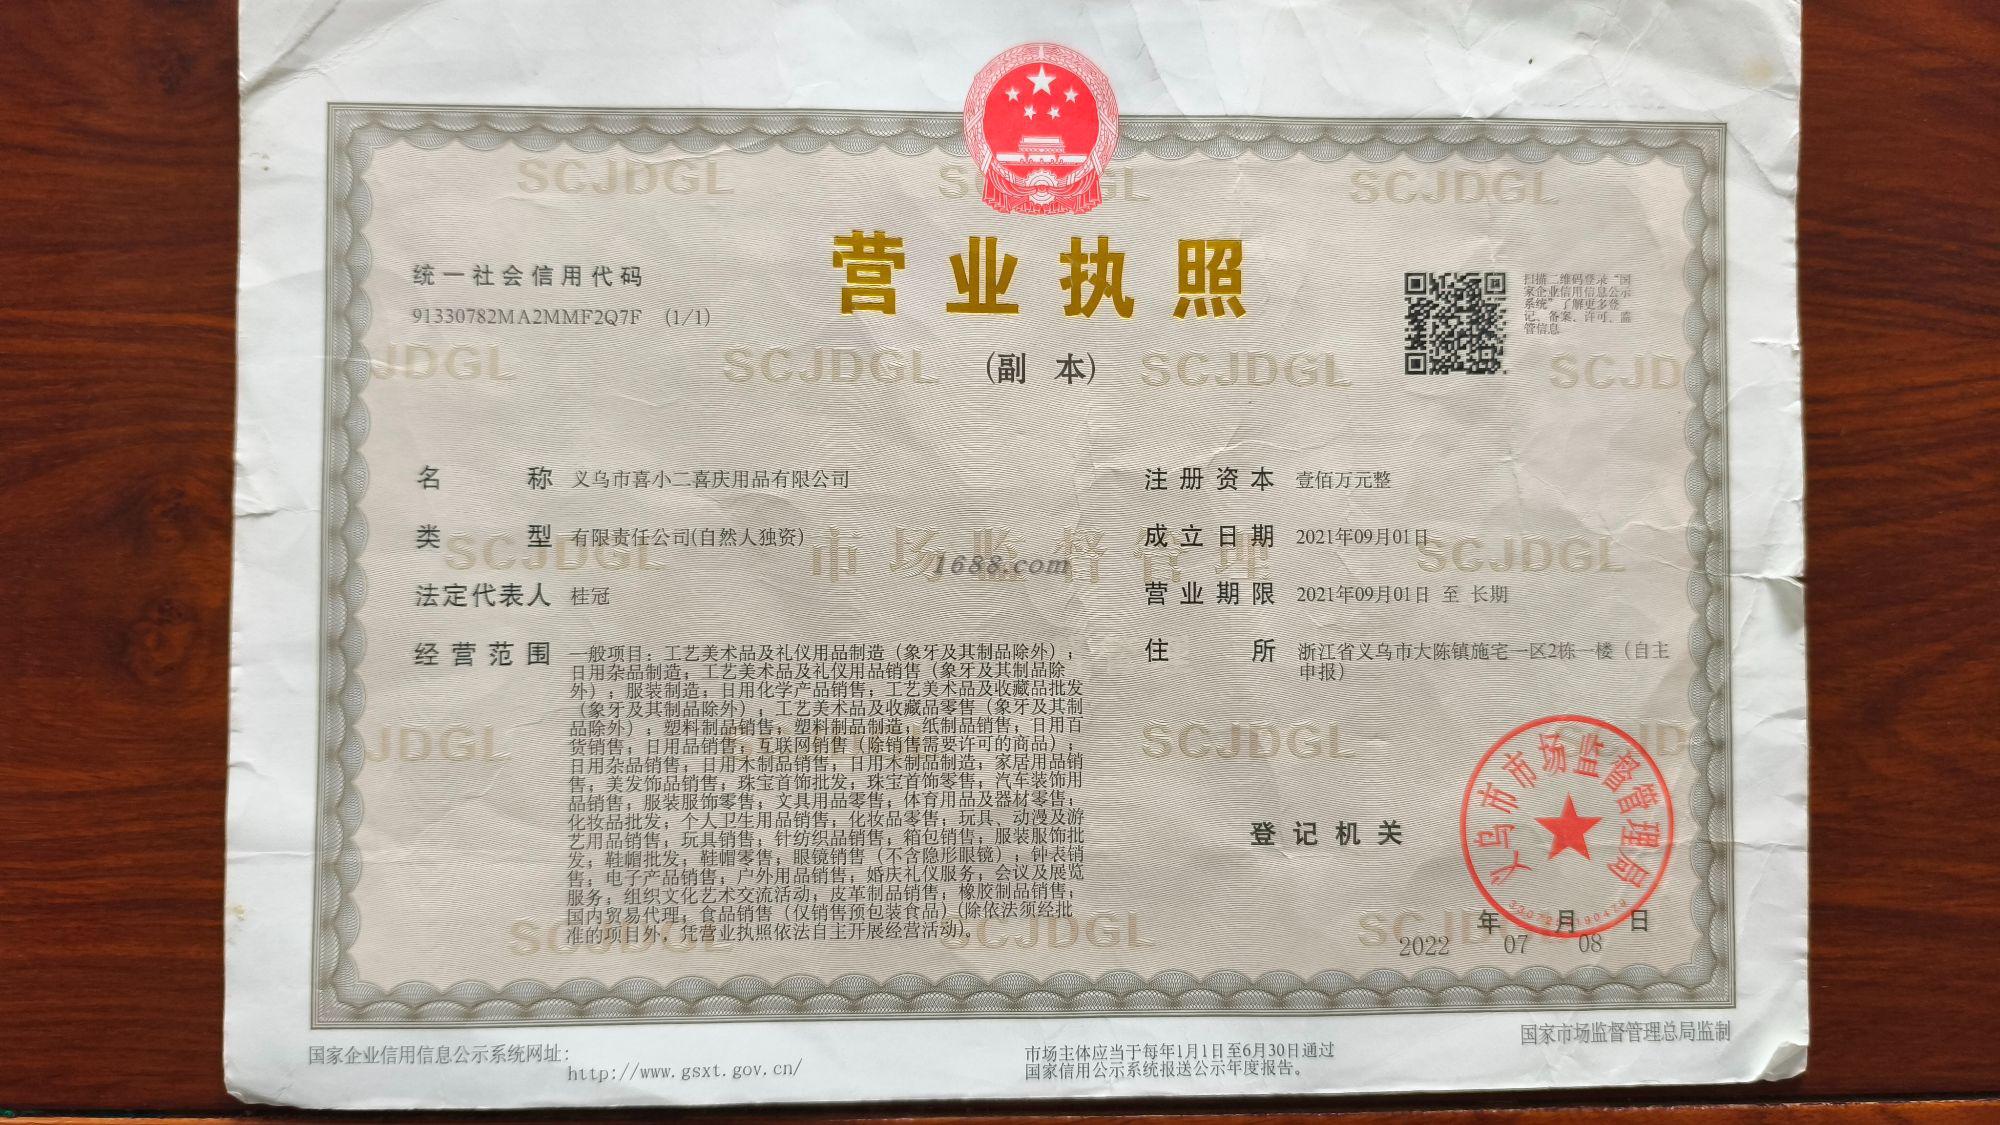 营业执照
(副 本)
统一社会信用代码
91330782MA2MMF2Q7F (1/1)
扫描二维码登录“国
家企业信用信息公示
系统”了解更多登
记、备案、许可、监
管信息
名 称 义乌市喜小二喜庆用品有限公司
类 型 有限责任公司(自然人独资)
法定代表人 桂冠
经营范围 一般项目：工艺美术品及礼仪用品制造（象牙及其制品除外）；
日用杂品制造；工艺美术品及礼仪用品销售（象牙及其制品除
外）；服装制造；日用化学产品销售；工艺美术品及收藏品批发
（象牙及其制品除外）；工艺美术品及收藏品零售（象牙及其制
品除外）；塑料制品销售；塑料制品制造；纸制品销售；日用百
货销售；日用品销售；互联网销售（除销售需要许可的商品）；
日用杂品销售；日用木制品销售；日用木制品制造；家居用品销
售；美发饰品销售；珠宝首饰批发；珠宝首饰零售；汽车装饰用
品销售；服装服饰零售；文具用品零售；体育用品及器材零售；
化妆品批发；个人卫生用品销售；化妆品零售；玩具、动漫及游
艺用品销售；玩具销售；针纺织品销售；箱包销售；服装服饰批
发；鞋帽批发；鞋帽零售；眼镜销售（不含隐形眼镜）；钟表销
售；电子产品销售；户外用品销售；婚庆礼仪服务；会议及展览
服务；组织文化艺术交流活动；皮革制品销售；橡胶制品销售；
国内贸易代理；食品销售（仅销售预包装食品）(除依法须经批
准的项目外，凭营业执照依法自主开展经营活动)。
注册资本 壹佰万元整
成立日期 2021年09月01日
营业期限 2021年09月01日 至 长期
住 所 浙江省义乌市大陈镇施宅一区2栋一楼（自主
申报）
登记机关
义乌市市场监督管理局
年 月 日
2022 07 08
SCJDGL
市场监督管理
1688.com
国家企业信用信息公示系统网址：
http://www.gsxt.gov.cn/
市场主体应当于每年1月1日至6月30日通过
国家信用公示系统报送公示年度报告。
国家市场监督管理总局监制